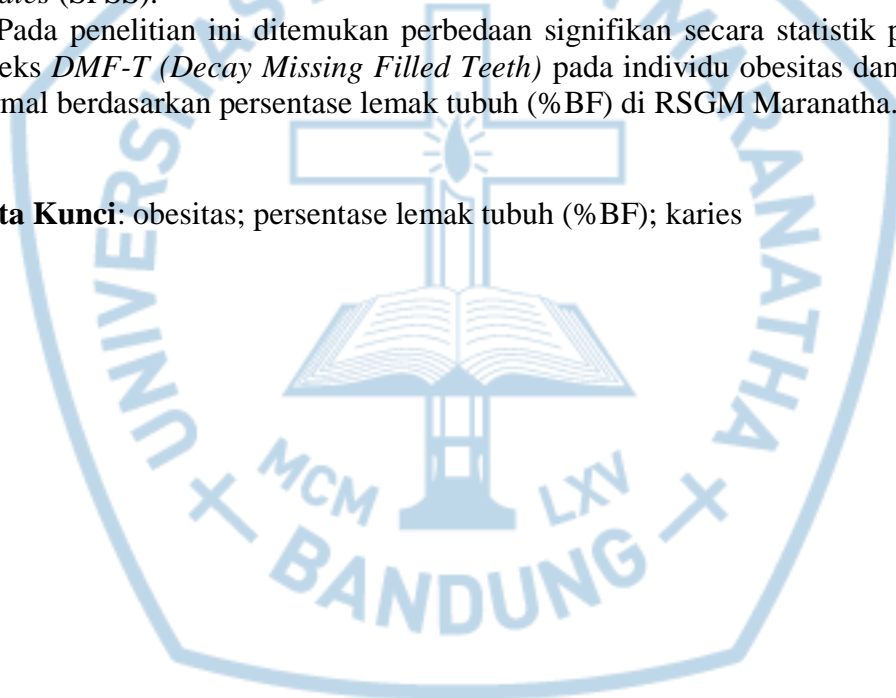 ates (SPSS).
Pada penelitian ini ditemukan perbedaan signifikan secara statistik p
eks DMF-T (Decay Missing Filled Teeth) pada individu obesitas dan
mal berdasarkan persentase lemak tubuh (%BF) di RSGM Maranatha.
ta Kunci: obesitas; persentase lemak tubuh (%BF); karies
UNIVERSITAS
MARANATHA
MCM LXV
BANDUNG